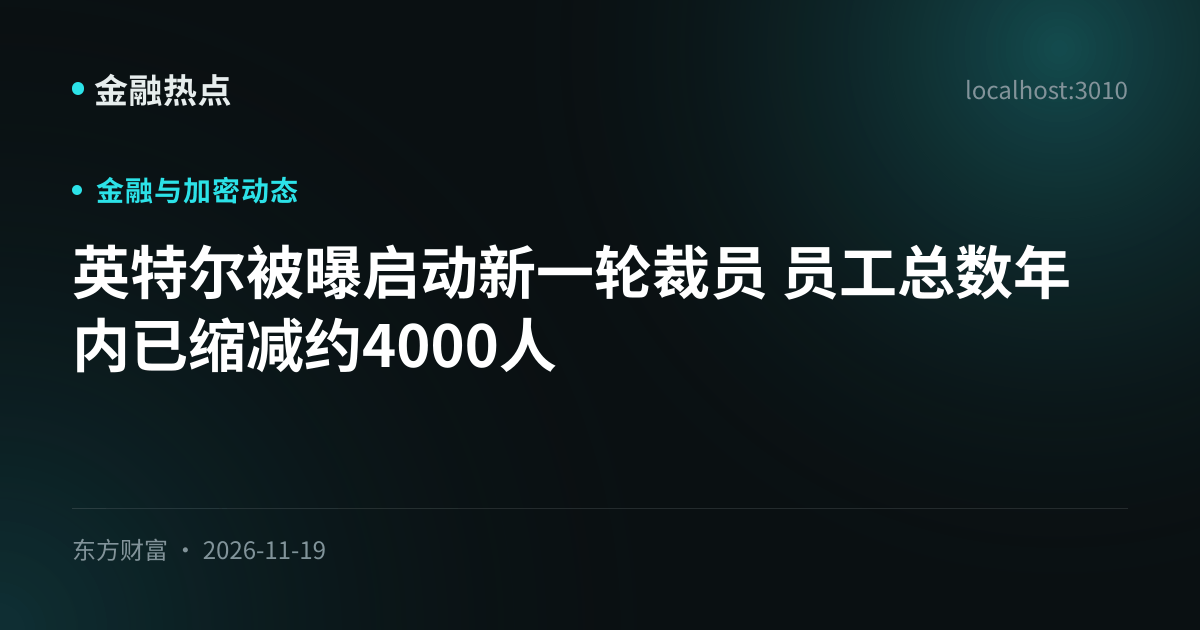 金融热点
localhost:3010
金融与加密动态
英特尔被曝启动新一轮裁员 员工总数年
内已缩减约4000人
东方财富 · 2026-11-19